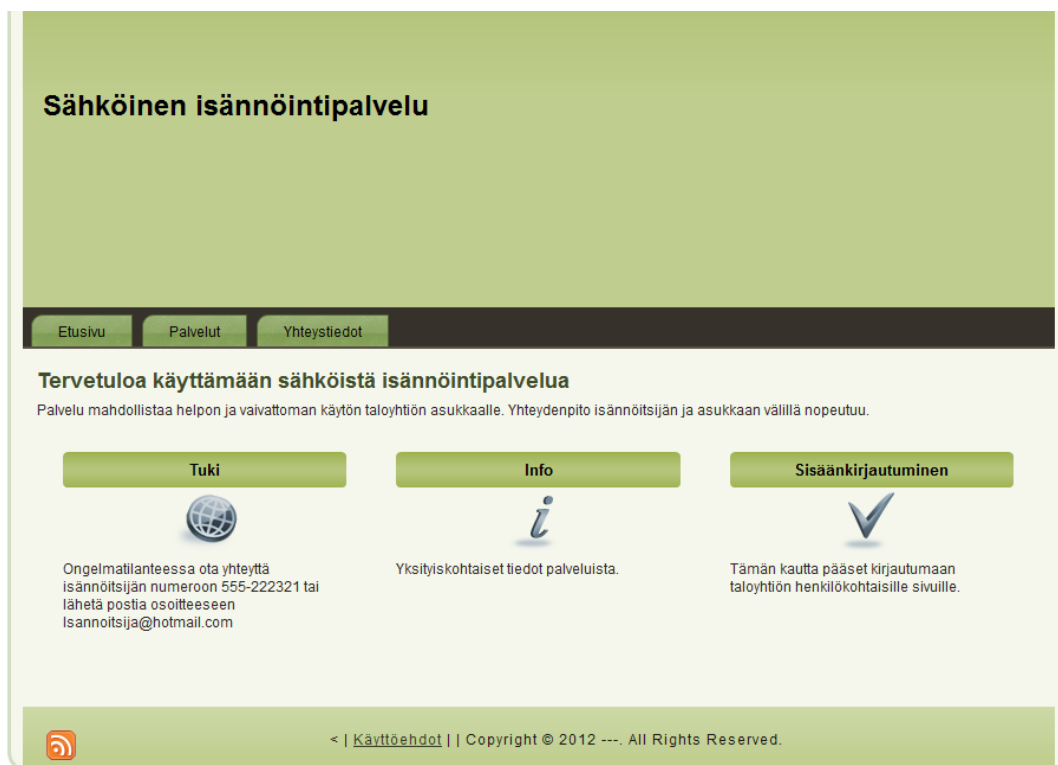 Sähköinen isännöintipalvelu
Etusivu Palvelut Yhteystiedot
Tervetuloa käyttämään sähköistä isännöintipalvelua
Palvelu mahdollistaa helpon ja vaivattoman käytön taloyhtiön asukkaalle. Yhteydenpito isännöitsijän ja asukkaan välillä nopeutuu.
Tuki
Ongelmatilanteessa ota yhteyttä
isännöitsijän numeroon 555-222321 tai
lähetä postia osoitteeseen
Isannoitsija@hotmail.com
Info
Yksityiskohtaiset tiedot palveluista.
Sisäänkirjautuminen
Tämän kautta pääset kirjautumaan
taloyhtiön henkilökohtaisille sivuille.
< | Käyttöehdot | | Copyright © 2012 ---. All Rights Reserved.